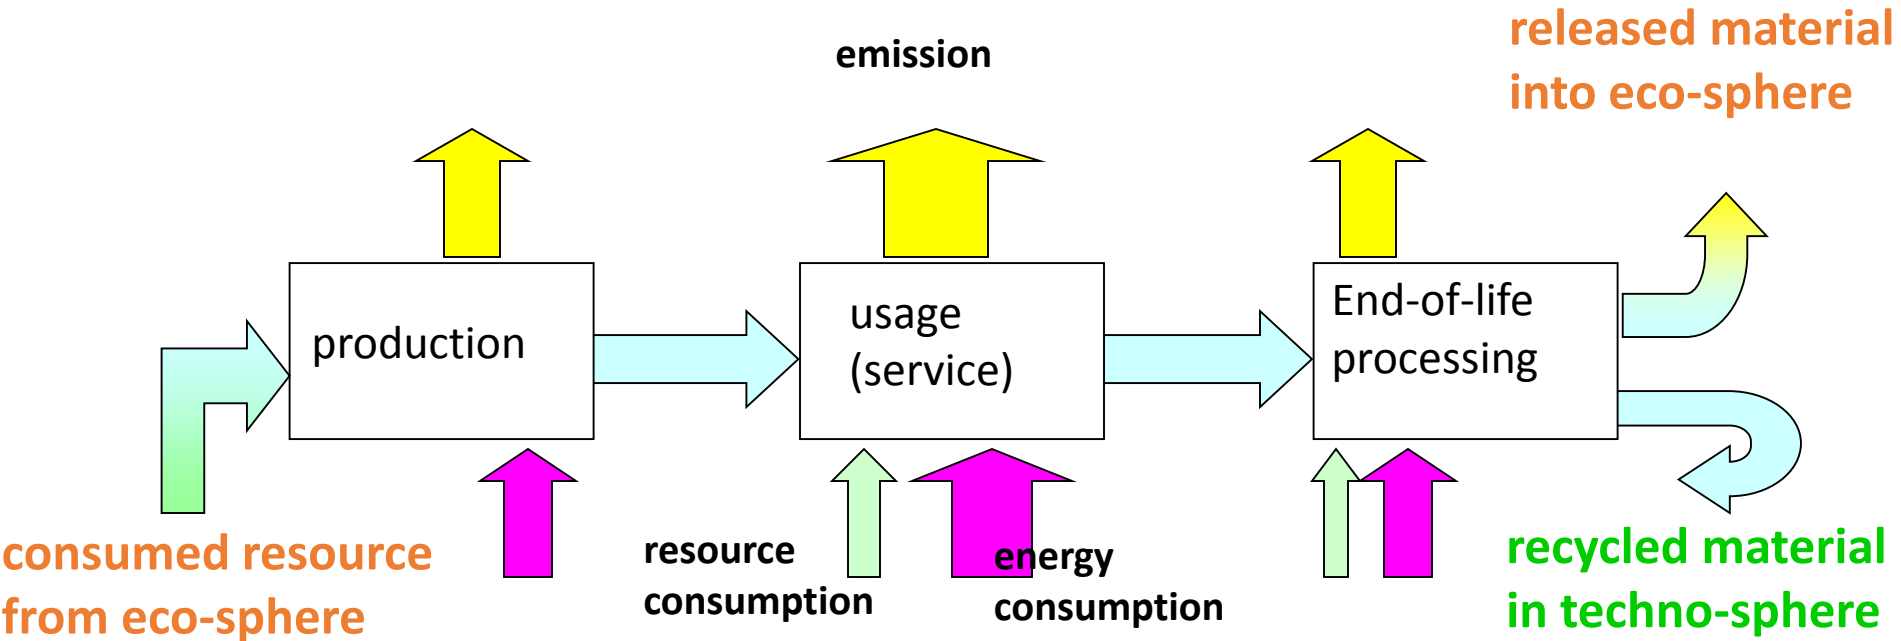 emission
released material
into eco-sphere
production
usage
(service)
End-of-life
processing
consumed resource
from eco-sphere
resource
consumption
energy
consumption
recycled material
in techno-sphere